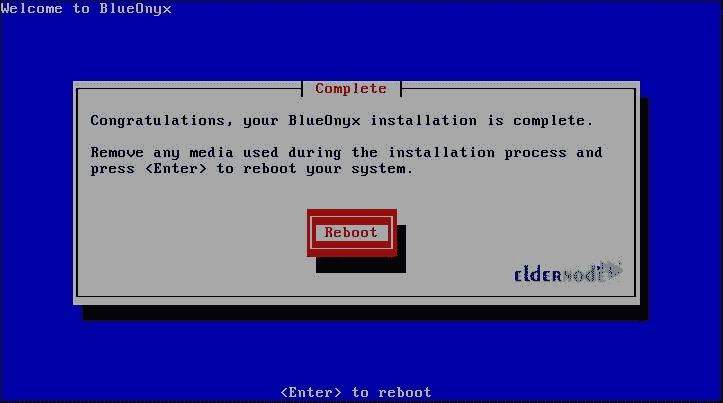 Welcome to BlueOnyx
Complete
Congratulations, your BlueOnyx installation is complete.
Remove any media used during the installation process and
press <Enter> to reboot your system.
Reboot
eldernode
<Enter> to reboot